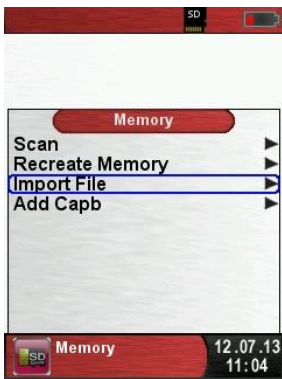 SD
Memory
Scan
Recreate Memory
Import File
Add Capb
SD
Memory
12.07.13
11:04